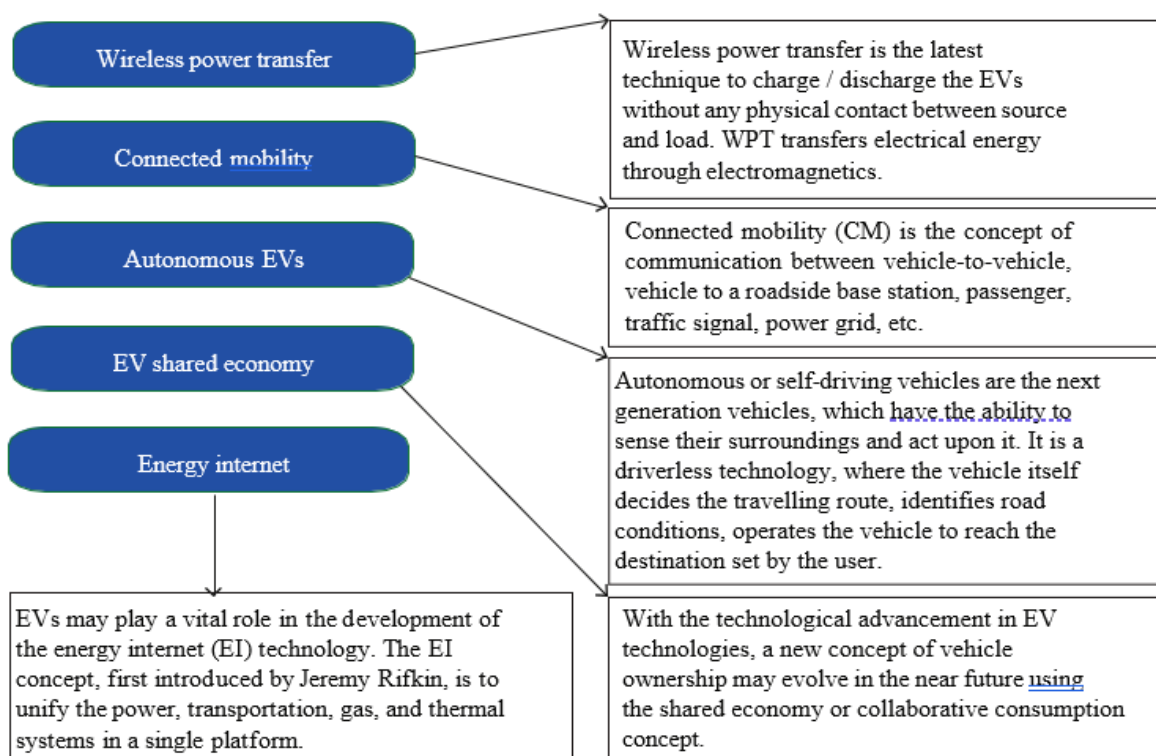 Wireless power transfer
Wireless power transfer is the latest
technique to charge / discharge the EVs
without any physical contact between source
and load. WPT transfers electrical energy
through electromagnetics.
Connected mobility
Connected mobility (CM) is the concept of
communication between vehicle-to-vehicle,
vehicle to a roadside base station, passenger,
traffic signal, power grid, etc.
Autonomous EVs
Autonomous or self-driving vehicles are the next
generation vehicles, which have the ability to
sense their surroundings and act upon it. It is a
driverless technology, where the vehicle itself
decides the travelling route, identifies road
conditions, operates the vehicle to reach the
destination set by the user.
EV shared economy
With the technological advancement in EV
technologies, a new concept of vehicle
ownership may evolve in the near future using
the shared economy or collaborative consumption
concept.
Energy internet
EVs may play a vital role in the development of
the energy internet (EI) technology. The EI
concept, first introduced by Jeremy Rifkin, is to
unify the power, transportation, gas, and thermal
systems in a single platform.